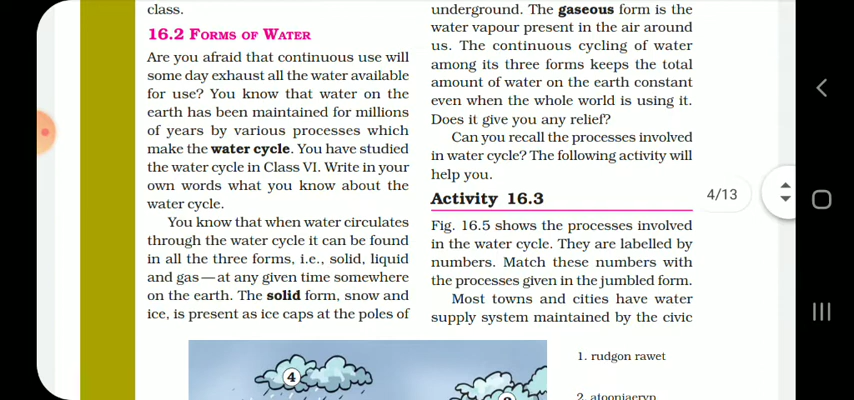 class.
16.2 FORMS OF WATER
Are you afraid that continuous use will
some day exhaust all the water available
for use? You know that water on the
earth has been maintained for millions
of years by various processes which
make the water cycle. You have studied
the water cycle in Class VI. Write in your
own words what you know about the
water cycle.
You know that when water circulates
through the water cycle it can be found
in all the three forms, i.e., solid, liquid
and gas—at any given time somewhere
on the earth. The solid form, snow and
ice, is present as ice caps at the poles of
underground. The gaseous form is the
water vapour present in the air around
us. The continuous cycling of water
among its three forms keeps the total
amount of water on the earth constant
even when the whole world is using it.
Does it give you any relief?
Can you recall the processes involved
in water cycle? The following activity will
help you.
Activity 16.3
Fig. 16.5 shows the processes involved
in the water cycle. They are labelled by
numbers. Match these numbers with
the processes given in the jumbled form.
Most towns and cities have water
supply system maintained by the civic
4/13
4
1. rudgon rawet
2. atooniaeryp